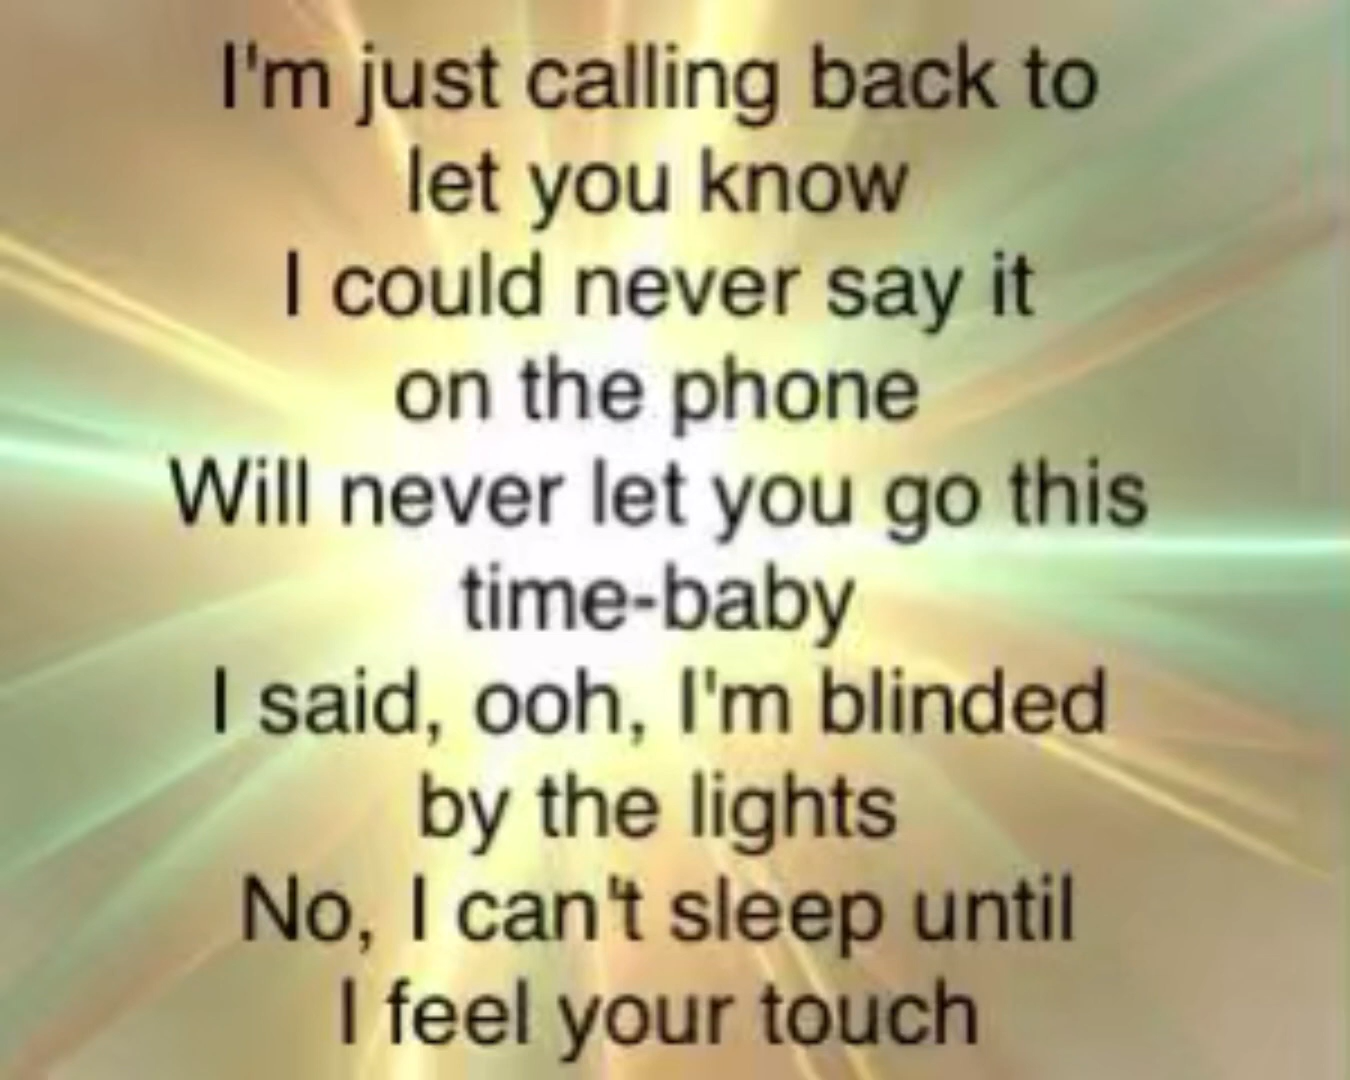 I'm just calling back to
let you know
I could never say it
on the phone
Will never let you go this
time-baby
I said, ooh, I'm blinded
by the lights
No, I can't sleep until
I feel your touch